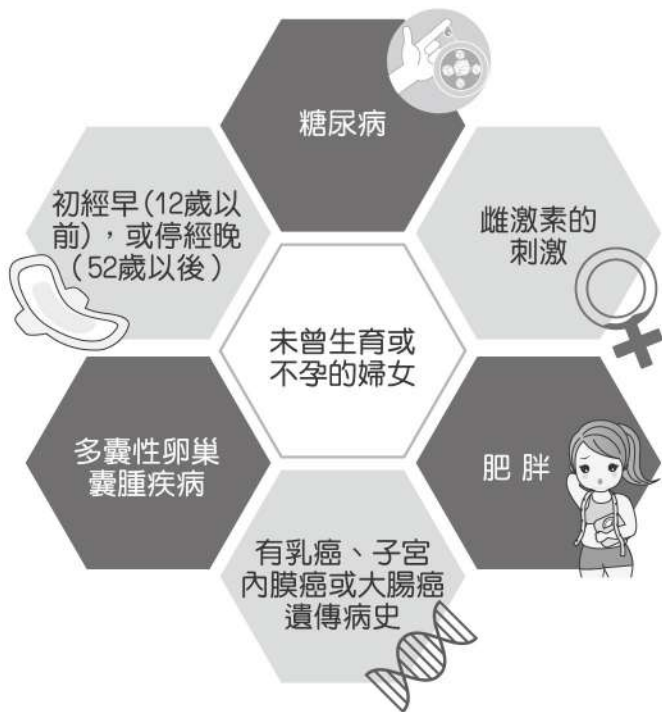 糖尿病
初經早(12歲以
前),或停經晚
(52歲以後)
雌激素的
刺激
未曾生育或
不孕的婦女
多囊性卵巢
囊腫疾病
肥胖
有乳癌、子宮
內膜癌或大腸癌
遺傳病史